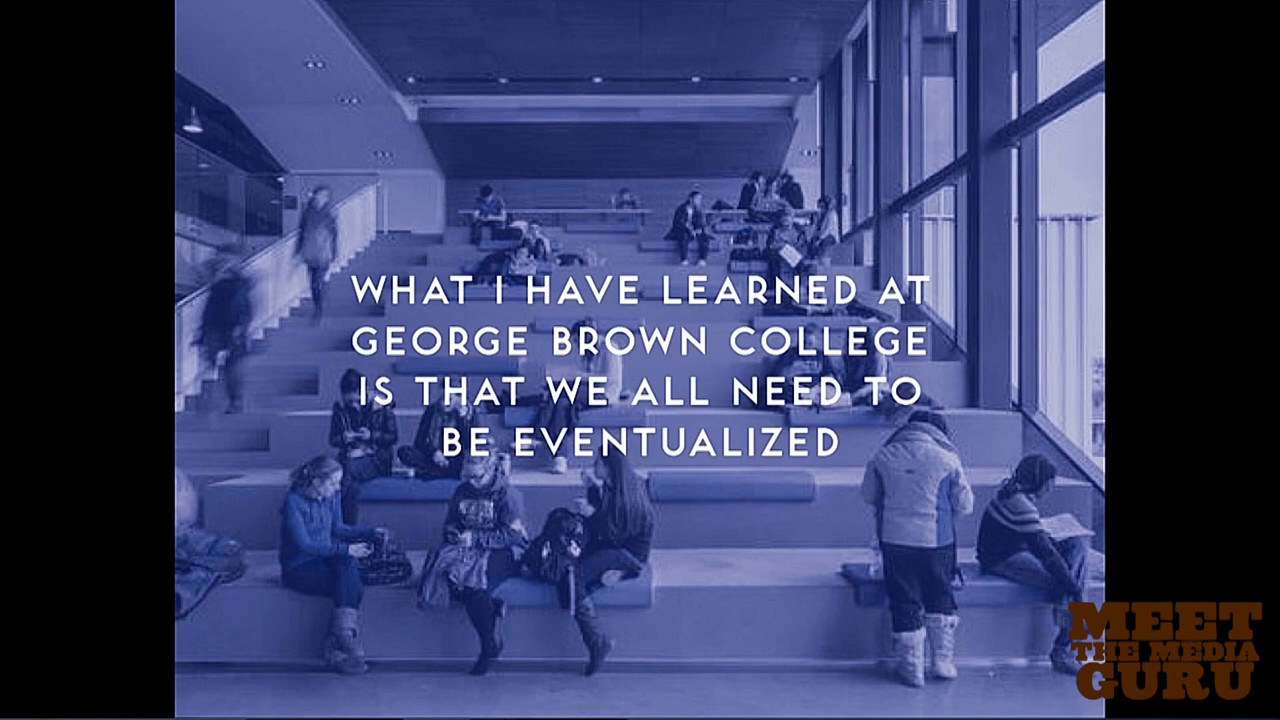 WHAT I HAVE LEARNED AT
GEORGE BROWN COLLEGE
IS THAT WE ALL NEED TO
BE EVENTUALIZED
MEET
THE MEDIA
GURU